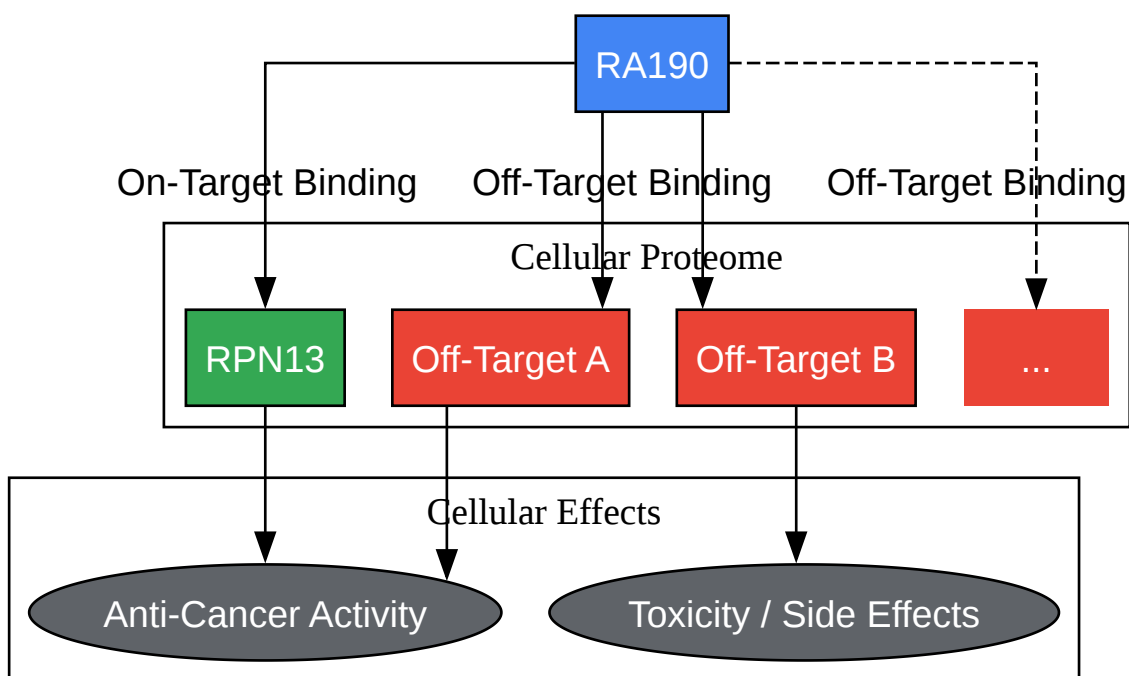 RA190
On-Target Binding
Off-Target Binding
Off-Target Binding
Cellular Proteome
RPN13
Off-Target A
Off-Target B
...
Cellular Effects
Anti-Cancer Activity
Toxicity / Side Effects